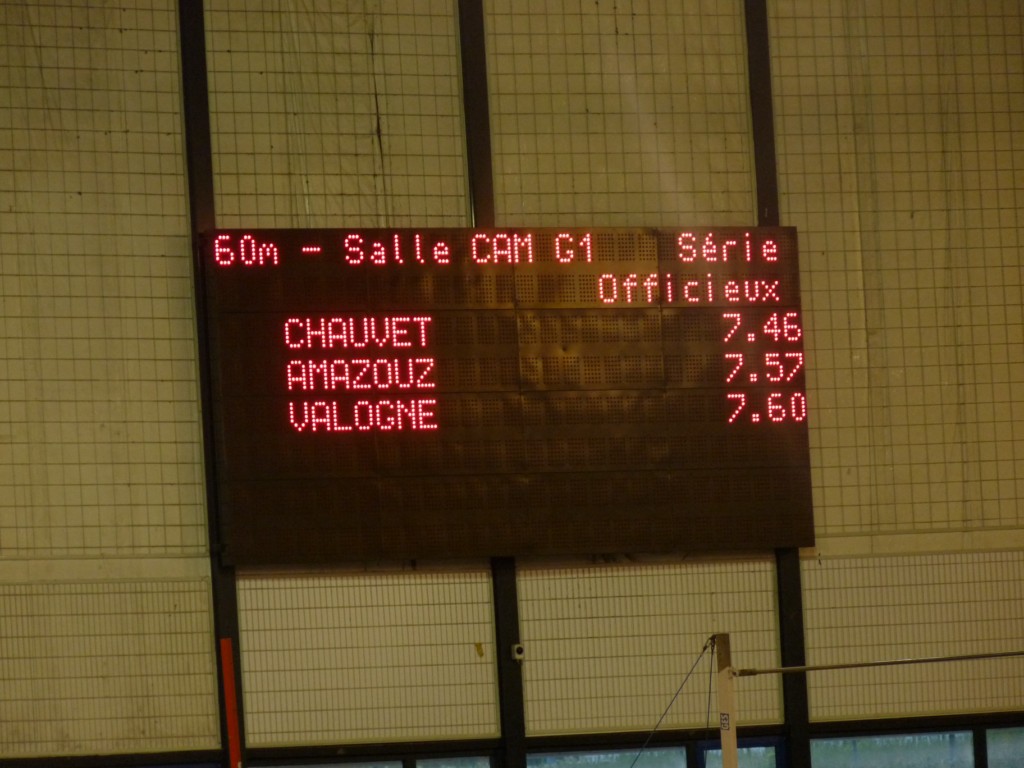 60m - Salle CAM G1 Série
Officieux
CHAUVET 7.46
AMAZOUZ 7.57
VALOGNE 7.60